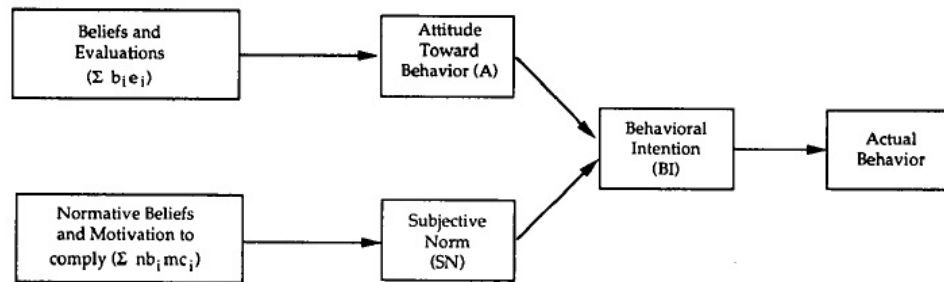 Beliefs and
Evaluations
(Σ bᵢeᵢ)
Attitude
Toward
Behavior (A)
Behavioral
Intention
(BI)
Actual
Behavior
Normative Beliefs
and Motivation to
comply (Σ nbᵢmcᵢ)
Subjective
Norm
(SN)